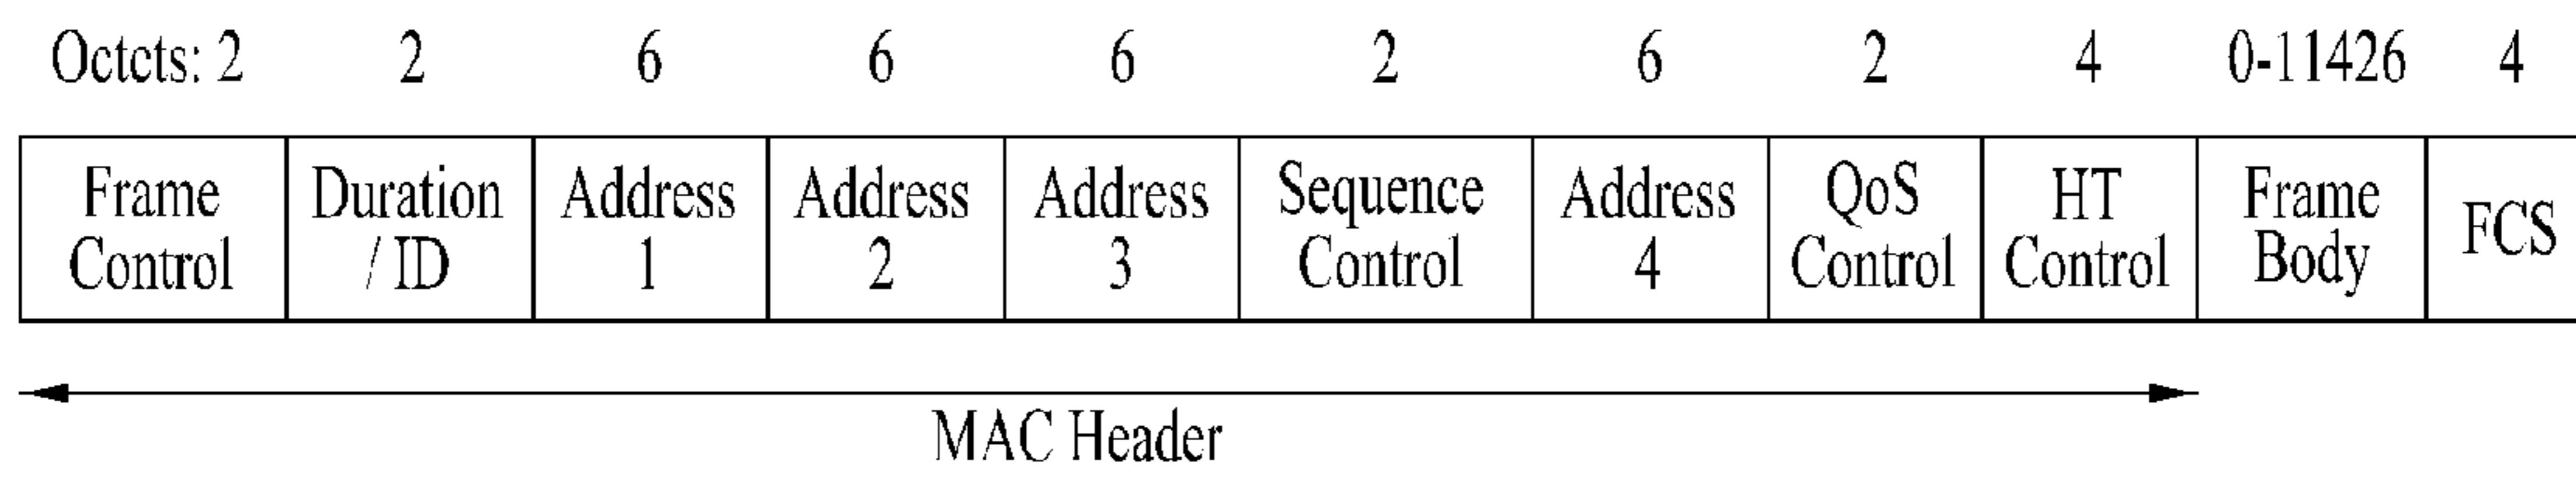 Octcts: 2 2 6 6 6 2 6 2 4 0-11426 4
Frame Control
Duration / ID
Address 1
Address 2
Address 3
Sequence Control
Address 4
QoS Control
HT Control
Frame Body
FCS
MAC Header